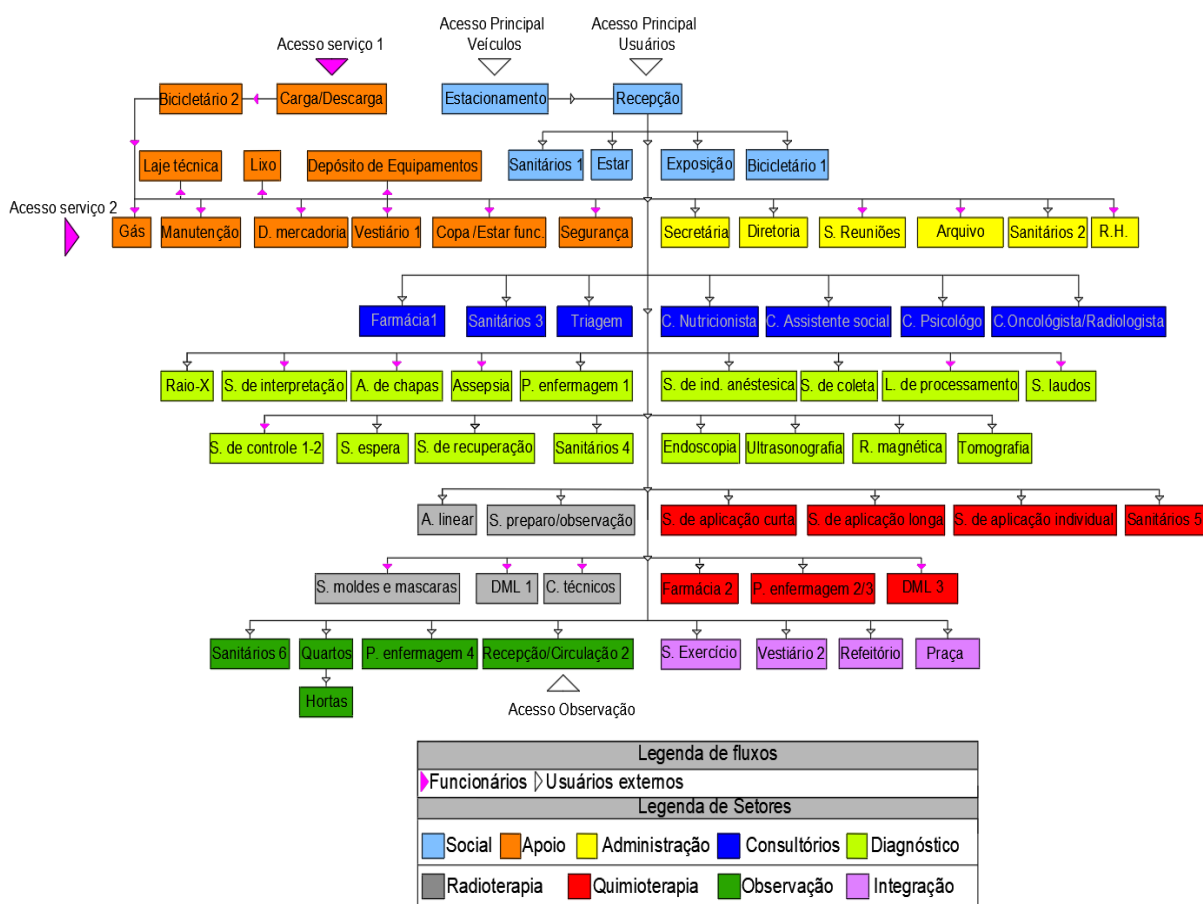 Acesso Principal
Veículos
Acesso Principal
Usuários
Acesso serviço 1
Bicicletário 2
Carga/Descarga
Estacionamento
Recepção
Laje técnica
Lixo
Depósito de Equipamentos
Sanitários 1
Estar
Exposição
Bicicletário 1
Acesso serviço 2
Gás
Manutenção
D. mercadoria
Vestiário 1
Copa /Estar func.
Segurança
Secretária
Diretoria
S. Reuniões
Arquivo
Sanitários 2
R.H.
Farmácia1
Sanitários 3
Triagem
C. Nutricionista
C. Assistente social
C. Psicológo
C.Oncológista/Radiologista
Raio-X
S. de interpretação
A. de chapas
Assepsia
P. enfermagem 1
S. de ind. anéstesica
S. de coleta
L. de processamento
S. laudos
S. de controle 1-2
S. espera
S. de recuperação
Sanitários 4
Endoscopia
Ultrasonografia
R. magnética
Tomografia
A. linear
S. preparo/observação
S. de aplicação curta
S. de aplicação longa
S. de aplicação individual
Sanitários 5
S. moldes e mascaras
DML 1
C. técnicos
Farmácia 2
P. enfermagem 2/3
DML 3
Sanitários 6
Quartos
P. enfermagem 4
Recepção/Circulação 2
S. Exercício
Vestiário 2
Refeitório
Praça
Hortas
Acesso Observação
Legenda de fluxos
Funcionários Usuários externos
Legenda de Setores
Social Apoio Administração Consultórios Diagnóstico
Radioterapia Quimioterapia Observação Integração